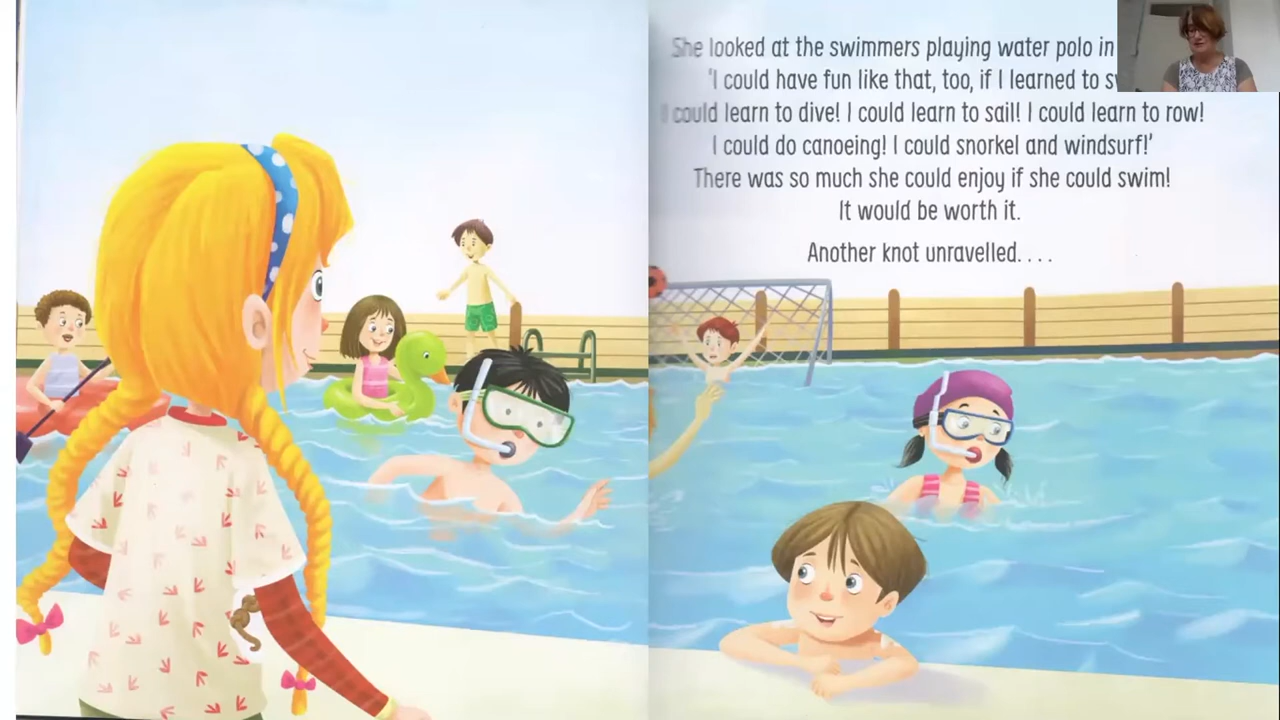 She looked at the swimmers playing water polo in
'I could have fun like that, too, if I learned to
I could learn to dive! I could learn to sail! I could learn to row!
I could do canoeing! I could snorkel and windsurf!'
There was so much she could enjoy if she could swim!
It would be worth it.
Another knot unravelled. . . .